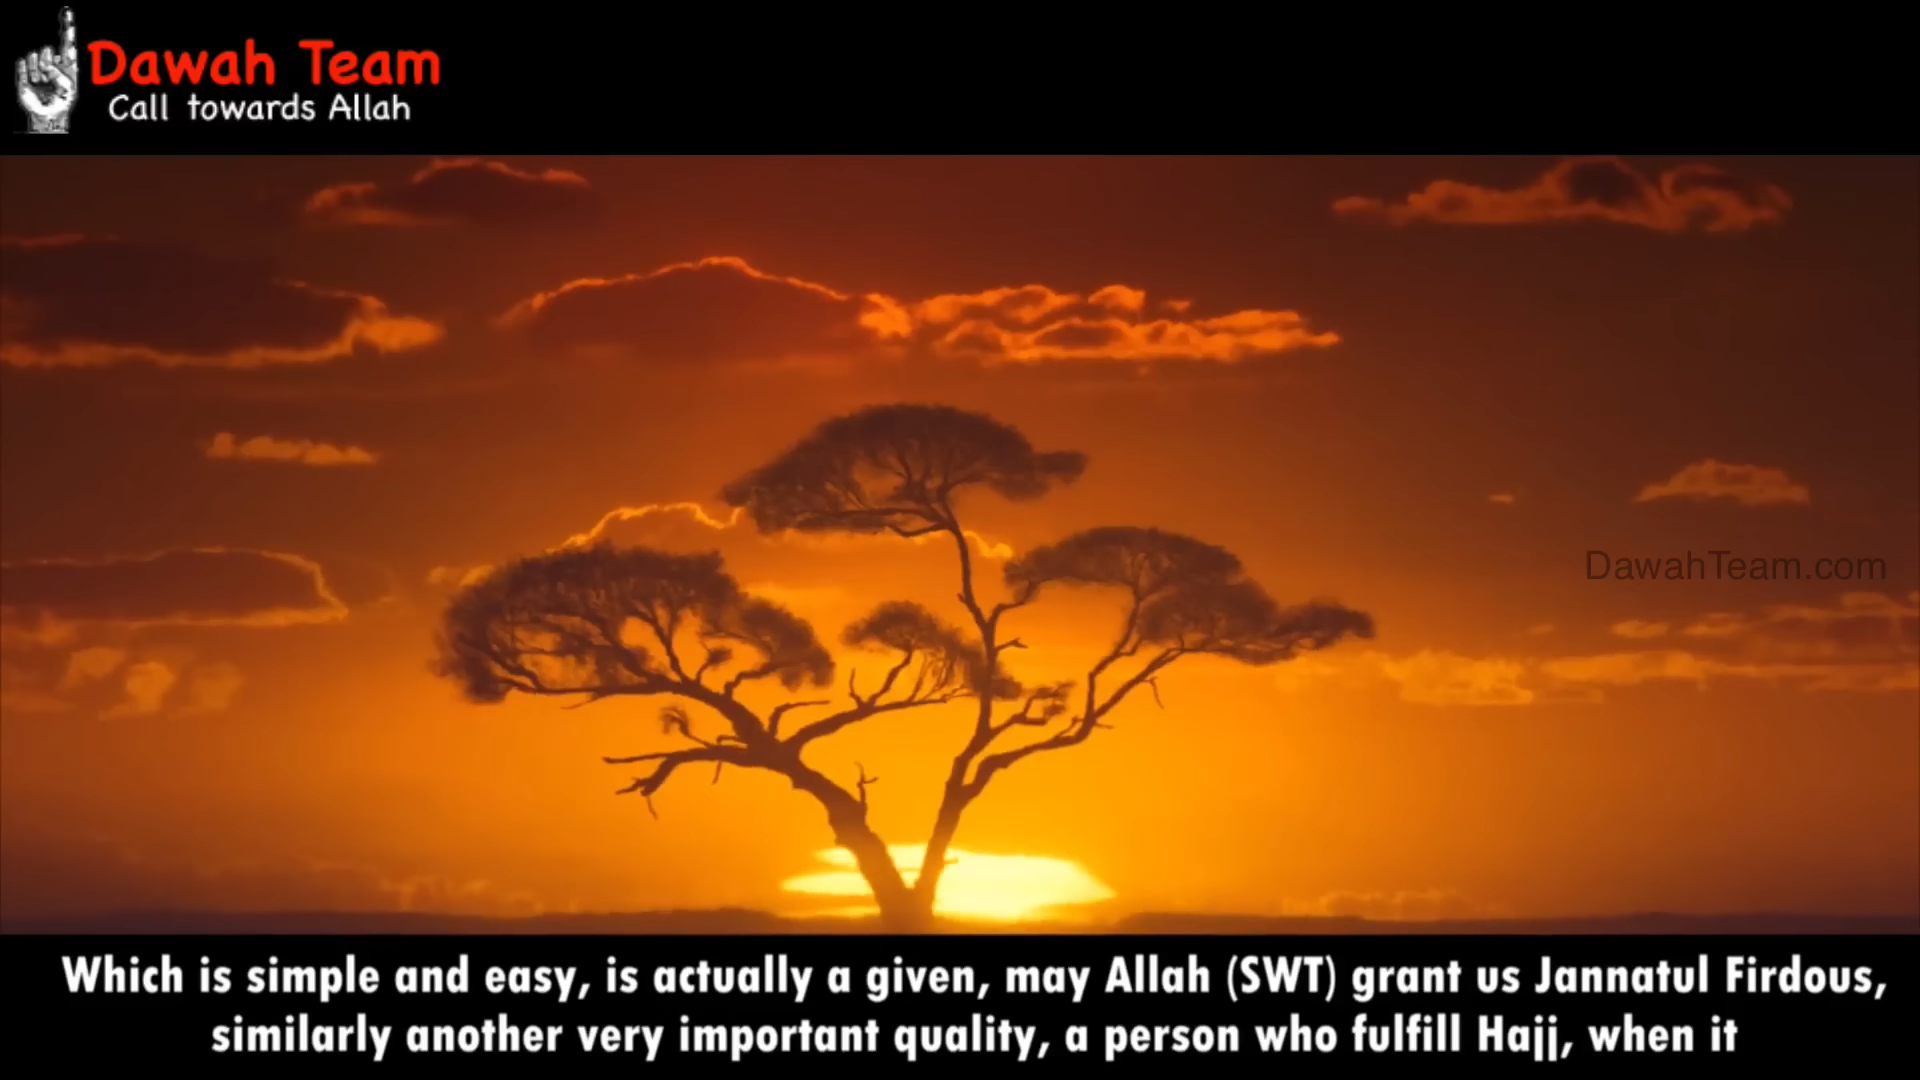 Dawah Team
Call towards Allah
DawahTeam.com
Which is simple and easy, is actually a given, may Allah (SWT) grant us Jannatul Firdous,
similarly another very important quality, a person who fulfill Hajj, when it